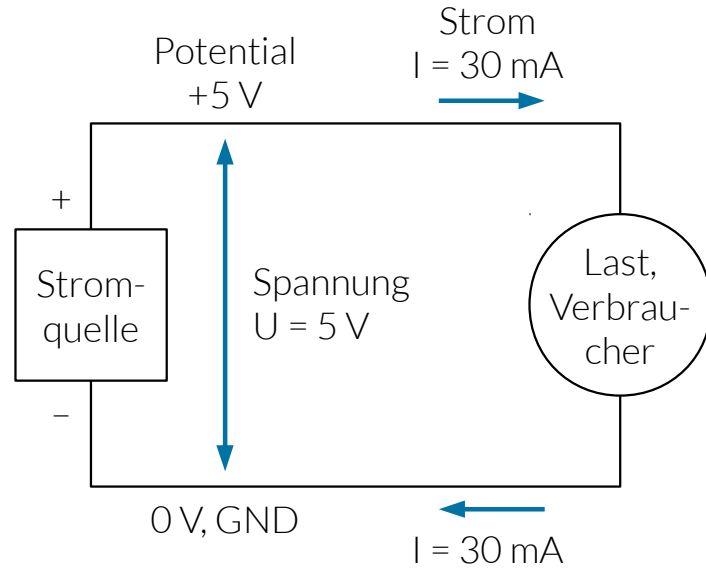 Potential
+5 V
Strom
I = 30 mA
+
Strom-
quelle
–
Spannung
U = 5 V
Last,
Verbrau-
cher
0 V, GND
I = 30 mA